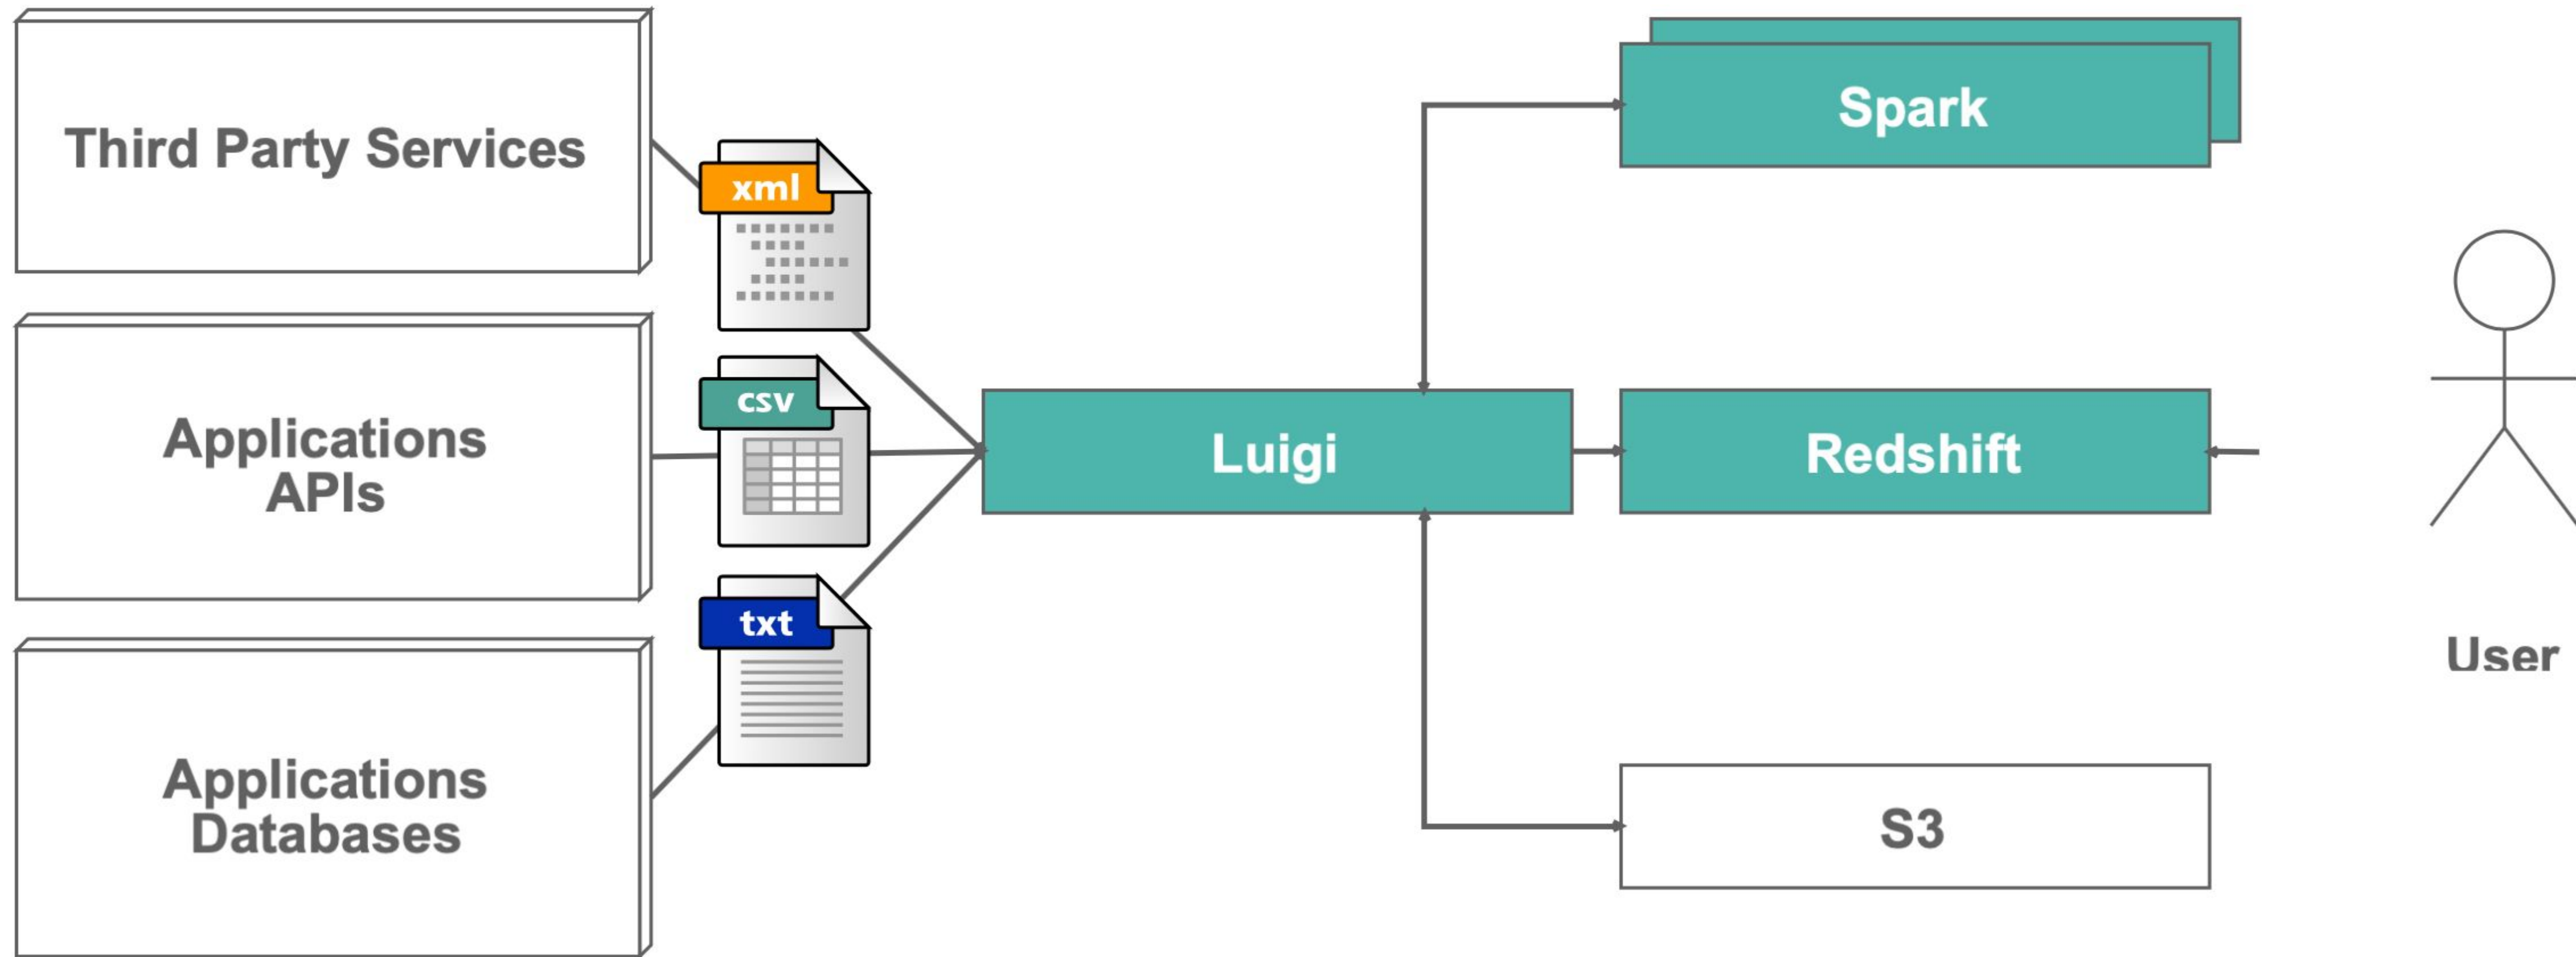 Third Party Services
xml
Spark
Applications
APIs
csv
Luigi
Redshift
txt
User
Applications
Databases
S3